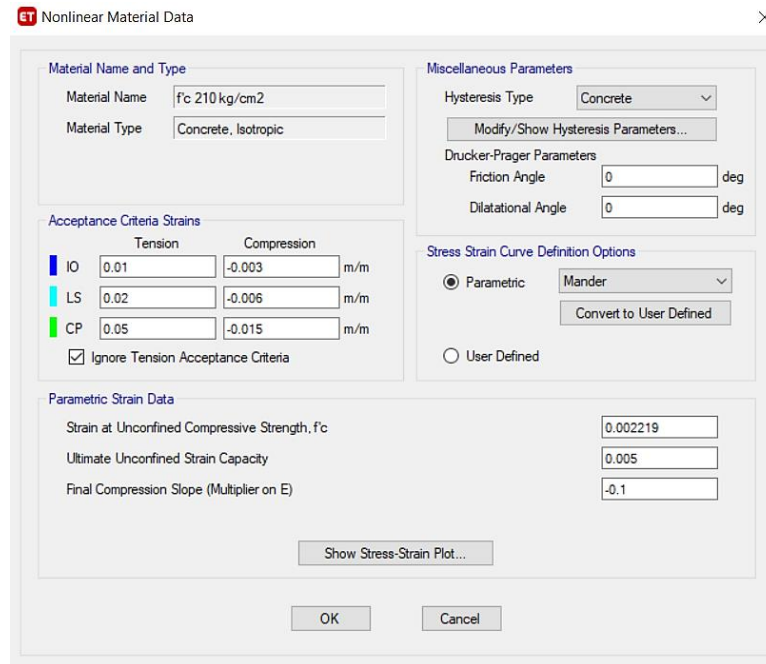 ET Nonlinear Material Data
Material Name and Type
Material Name f'c 210 kg/cm2
Material Type Concrete, Isotropic
Miscellaneous Parameters
Hysteresis Type Concrete
Modify/Show Hysteresis Parameters...
Drucker-Prager Parameters
Friction Angle 0 deg
Dilatational Angle 0 deg
Acceptance Criteria Strains
Tension Compression
IO 0.01 -0.003 m/m
LS 0.02 -0.006 m/m
CP 0.05 -0.015 m/m
Ignore Tension Acceptance Criteria
Stress Strain Curve Definition Options
Parametric Mander
Convert to User Defined
User Defined
Parametric Strain Data
Strain at Unconfined Compressive Strength, f'c 0.002219
Ultimate Unconfined Strain Capacity 0.005
Final Compression Slope (Multiplier on E) -0.1
Show Stress-Strain Plot...
OK Cancel